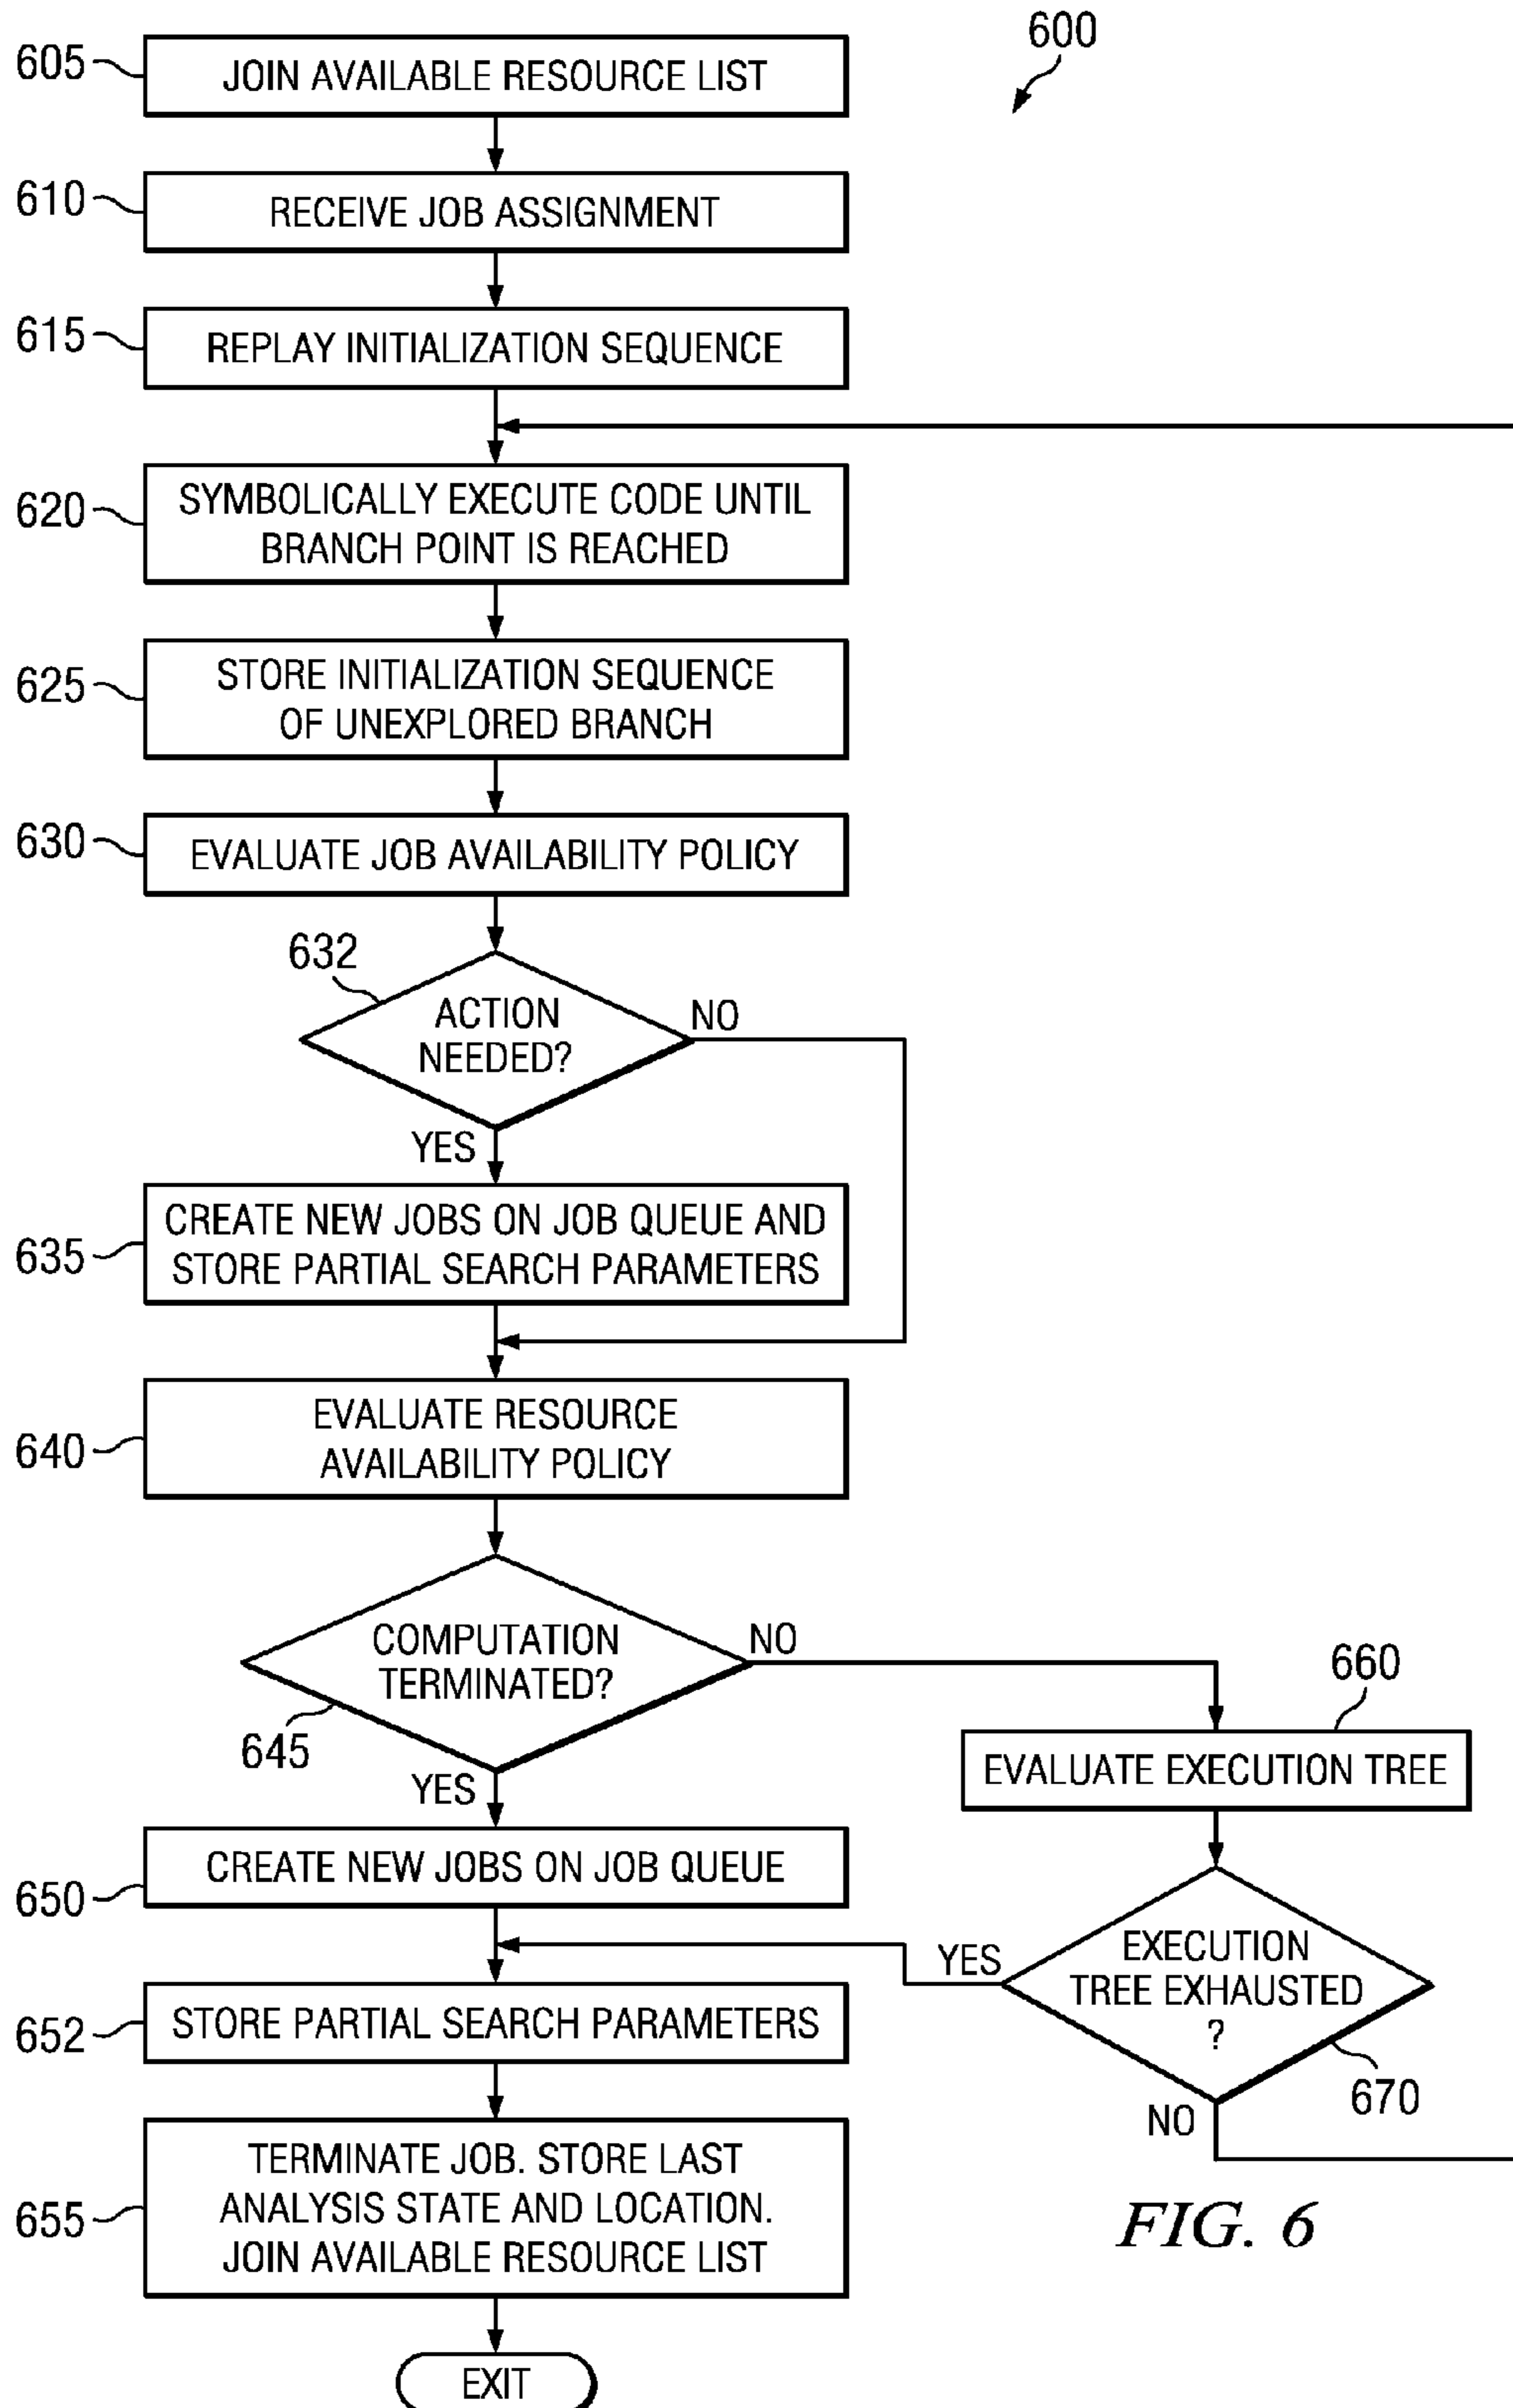 600
605
JOIN AVAILABLE RESOURCE LIST
610
RECEIVE JOB ASSIGNMENT
615
REPLAY INITIALIZATION SEQUENCE
620
SYMBOLICALLY EXECUTE CODE UNTIL
BRANCH POINT IS REACHED
625
STORE INITIALIZATION SEQUENCE
OF UNEXPLORED BRANCH
630
EVALUATE JOB AVAILABILITY POLICY
632
ACTION
NEEDED?
NO
YES
635
CREATE NEW JOBS ON JOB QUEUE AND
STORE PARTIAL SEARCH PARAMETERS
640
EVALUATE RESOURCE
AVAILABILITY POLICY
COMPUTATION
TERMINATED?
NO
645
YES
660
EVALUATE EXECUTION TREE
650
CREATE NEW JOBS ON JOB QUEUE
EXECUTION
TREE EXHAUSTED
?
YES
670
NO
652
STORE PARTIAL SEARCH PARAMETERS
655
TERMINATE JOB. STORE LAST
ANALYSIS STATE AND LOCATION.
JOIN AVAILABLE RESOURCE LIST
FIG. 6
EXIT